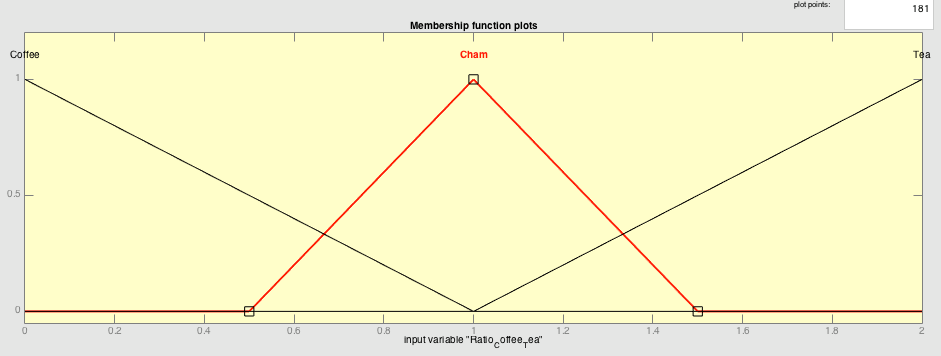 plot points: 181
Membership function plots
Coffee Cham Tea
1
0.5
0
0 0.2 0.4 0.6 0.8 1 1.2 1.4 1.6 1.8 2
input variable "Ratio_Coffee_Tea"